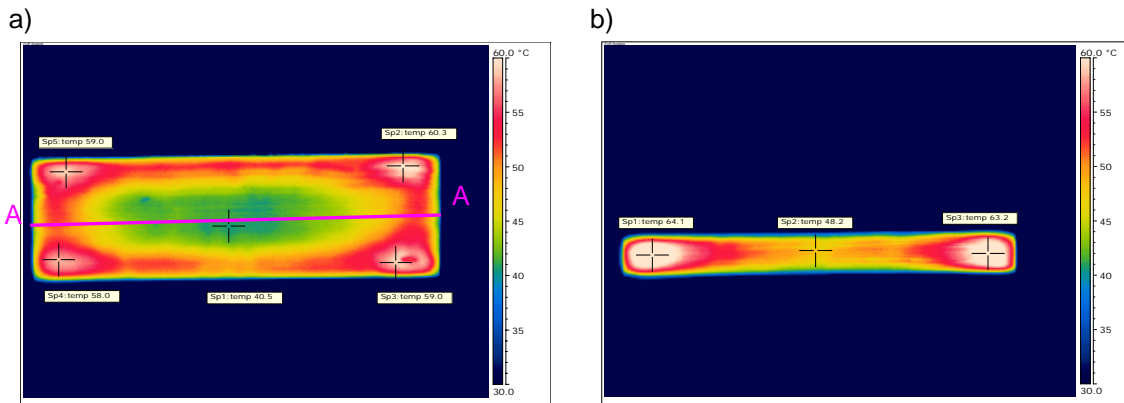 a)
60.0 °C
Sp5:temp 59.0
Sp2:temp 60.3
55
50
A
A
45
40
Sp4:temp 58.0
Sp1:temp 40.5
Sp3:temp 59.0
35
30.0
b)
60.0 °C
55
50
Sp1:temp 64.1
Sp2:temp 48.2
Sp3:temp 63.2
45
40
35
30.0